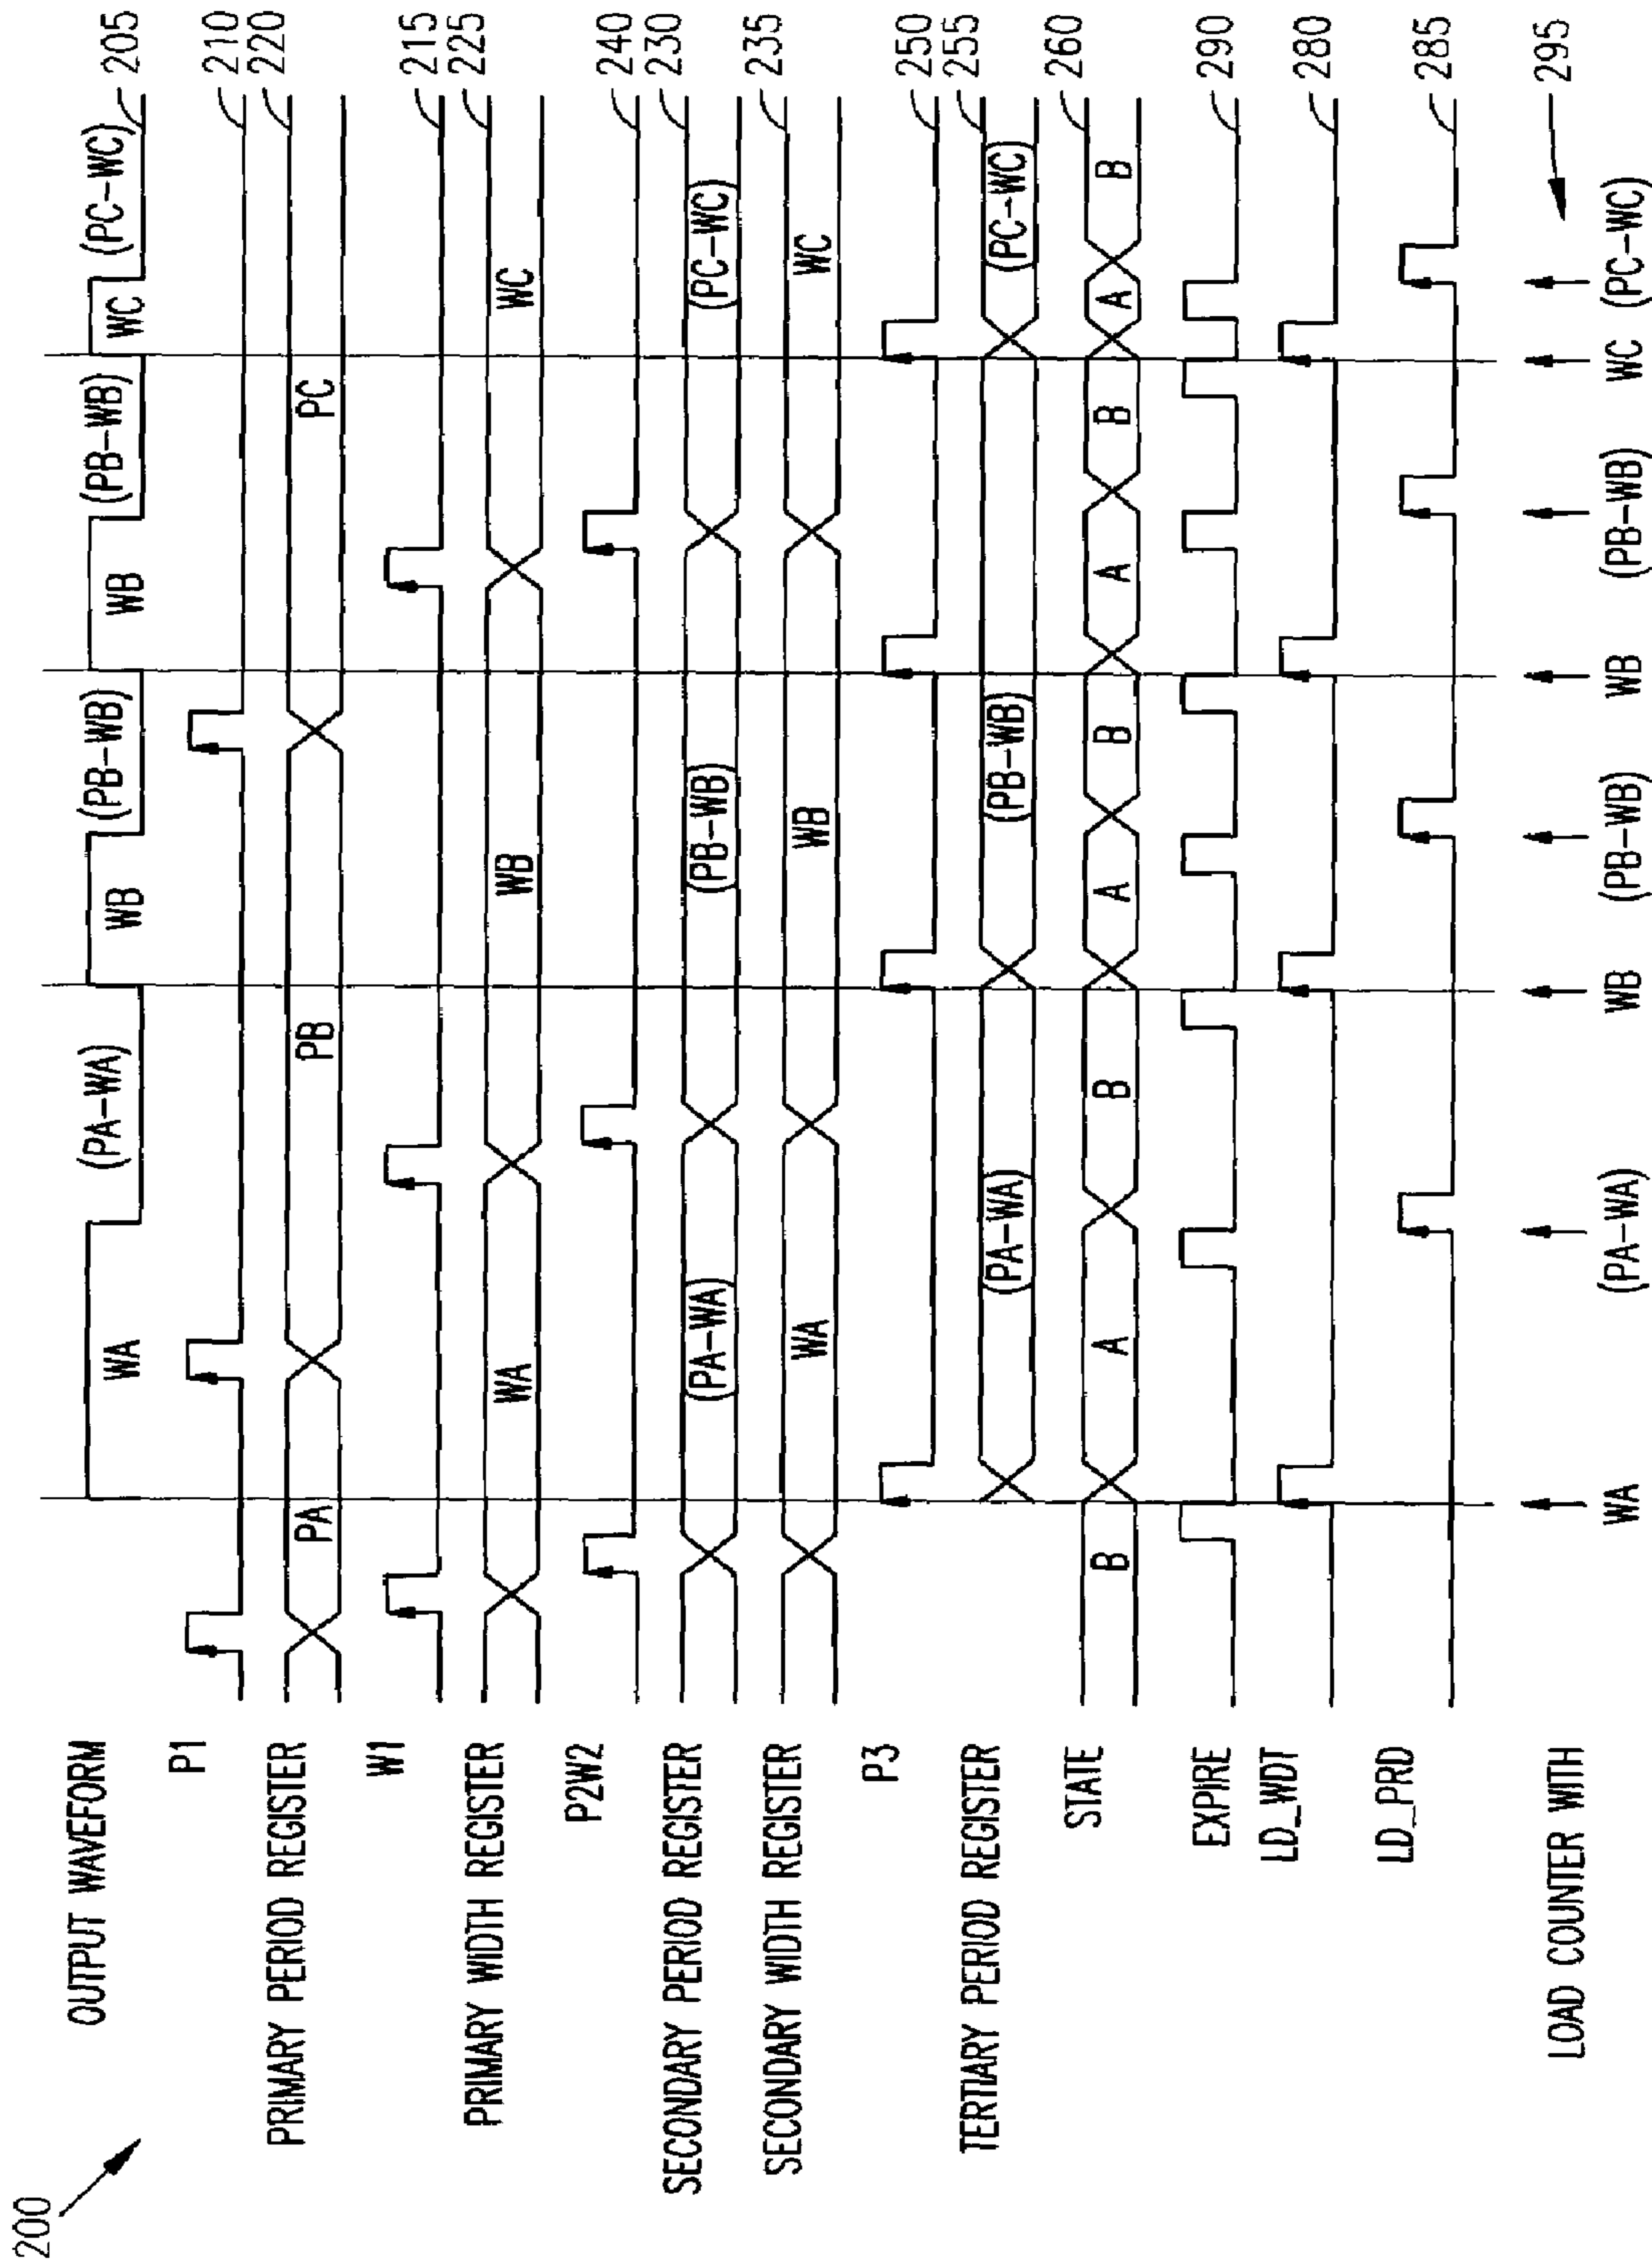 200
OUTPUT WAVEFORM WA (PA-WA) WB (PB-WB) WB (PB-WB) WC (PC-WC) 205
P1 210
PRIMARY PERIOD REGISTER PA PB PC 220
W1 215
PRIMARY WIDTH REGISTER WA WB WC 225
P2W2 240
SECONDARY PERIOD REGISTER (PA-WA) (PB-WB) (PC-WC) 230
SECONDARY WIDTH REGISTER WA WB WC 235
P3 250
TERTIARY PERIOD REGISTER (PA-WA) (PB-WB) (PC-WC) 255
STATE B A B A B A B A B 260
EXPIRE 290
LD_WDT 280
LD_PRD 285
LOAD COUNTER WITH 295
WA (PA-WA) WB (PB-WB) WB (PB-WB) WC (PC-WC)